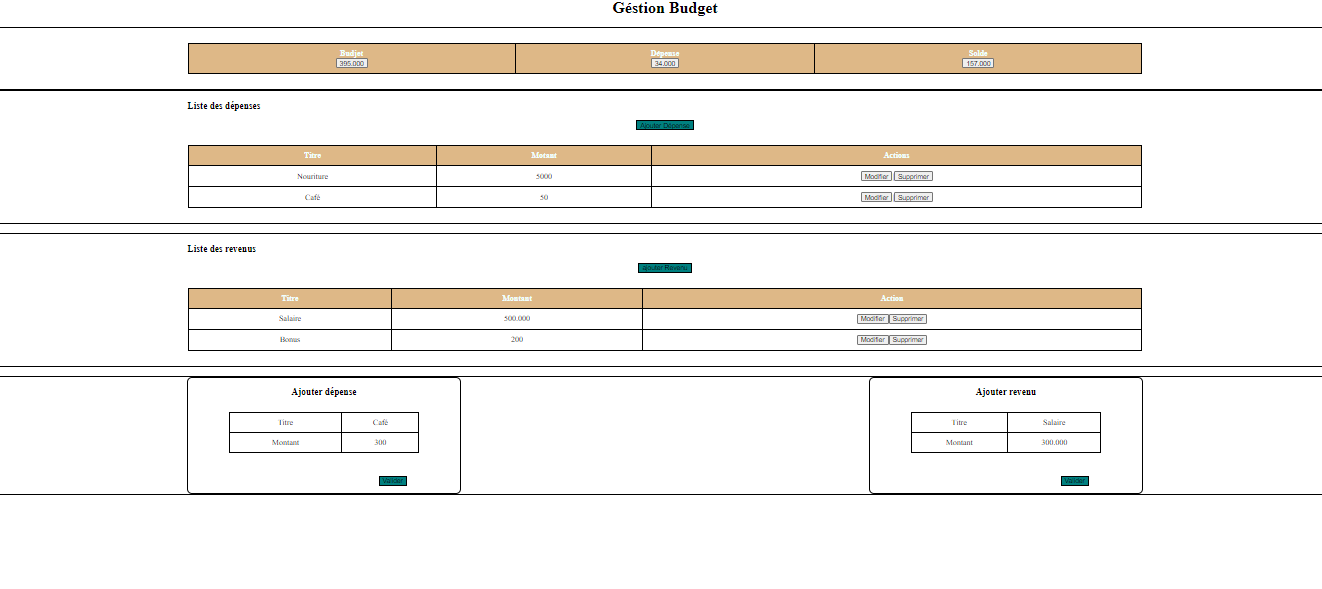 Géstion Budget
Budjet Dépense Solde
395.000 34.000 157.000
Liste des dépenses
Ajouter Dépense
Titre Motant Actions
Nouriture 5000 Modifier Supprimer
Café 50 Modifier Supprimer
Liste des revenus
Ajouter Revenu
Titre Montant Action
Salaire 500.000 Modifier Supprimer
Bonus 200 Modifier Supprimer
Ajouter dépense
Titre Café
Montant 300
Valider
Ajouter revenu
Titre Salaire
Montant 300.000
Valider